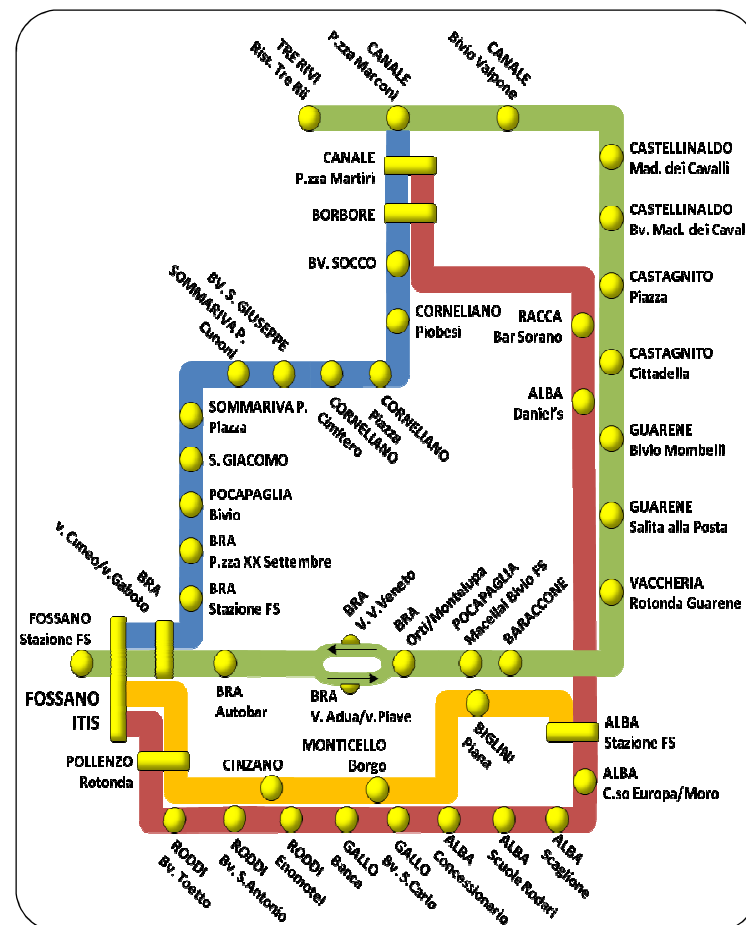 TRE RIVI
Rist. Tre Rii
CANALE
P.zza Marconi
CANALE
Bivio Valpone
CANALE
P.zza Martiri
BORBORE
BV. SOCCO
CORNELIANO
Piobesi
CASTELLINALDO
Mad. dei Cavalli
CASTELLINALDO
Bv. Mad. dei Caval
CASTAGNITO
Piazza
CASTAGNITO
Cittadella
GUARENE
Bivio Mombelli
GUARENE
Salita alla Posta
VACCHERIA
Rotonda Guarene
RACCA
Bar Sorano
ALBA
Daniel's
BV. S. GIUSEPPE
SOMMARIVA P.
Cunoni
CORNELIANO
Piazza
CORNELIANO
Cimitero
SOMMARIVA P.
Piazza
S. GIACOMO
POCAPAGLIA
Bivio
BRA
P.zza XX Settembre
BRA
Stazione FS
BRA
v. Cuneo/v.Gaboto
FOSSANO
Stazione FS
FOSSANO
ITIS
BRA
Autobar
BRA
V. V. Veneto
BRA
V. Adua/v.Piave
BRA
Orti/Montelupa
POCAPAGLIA
Macellai Bivio FS
BARACCONE
POLLENZO
Rotonda
CINZANO
MONTICELLO
Borgo
BIGLINI
Piana
ALBA
Stazione FS
ALBA
C.so Europa/Moro
RODDI
Bv. Toetto
RODDI
Bv. S.Antonio
RODDI
Enomotel
GALLO
Banca
GALLO
Bv. S.Carlo
ALBA
Concessionario
ALBA
Scuola Rodari
ALBA
Scaglione